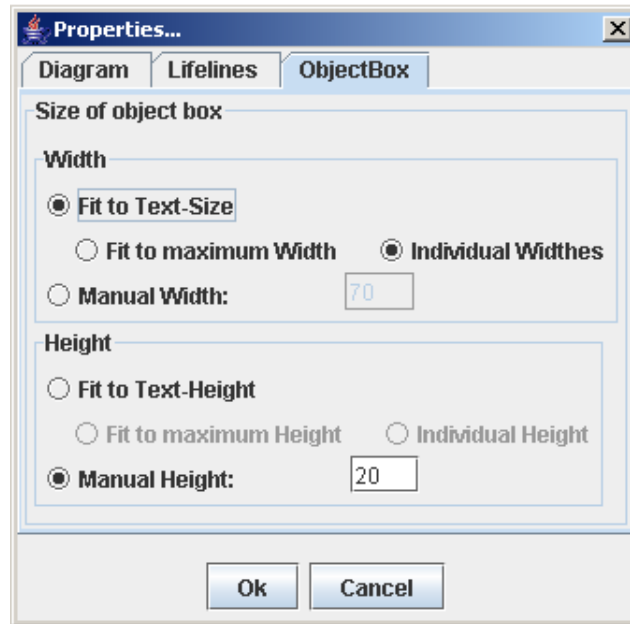 Properties...
Diagram Lifelines ObjectBox
Size of object box
Width
Fit to Text-Size
Fit to maximum Width Individual Widthes
Manual Width: 70
Height
Fit to Text-Height
Fit to maximum Height Individual Height
Manual Height: 20
Ok Cancel